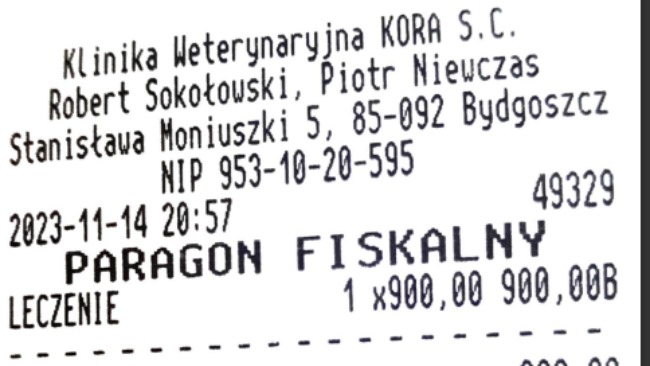 Klinika Weterynaryjna KORA S.C.
Robert Sokołowski, Piotr Niewczas
Stanisława Moniuszki 5, 85-092 Bydgoszcz
NIP 953-10-20-595
2023-11-14 20:57 49329
PARAGON FISKALNY
LECZENIE 1 x900,00 900,00B